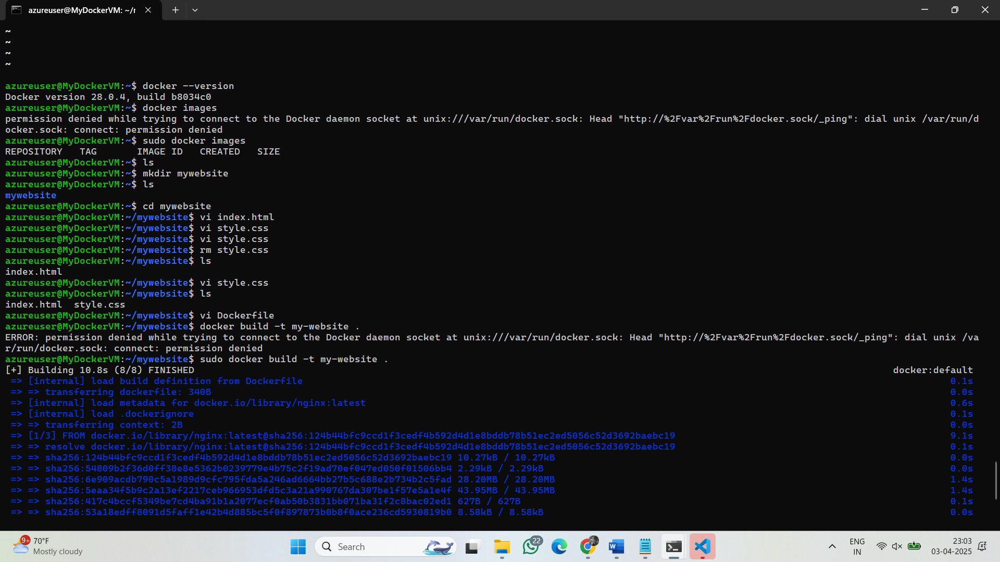 azureuser@MyDockerVM: ~/r
~
~
~
~
azureuser@MyDockerVM:~$ docker --version
Docker version 28.0.4, build b8034c0
azureuser@MyDockerVM:~$ docker images
permission denied while trying to connect to the Docker daemon socket at unix:///var/run/docker.sock: Head "http://%2Fvar%2Frun%2Fdocker.sock/_ping": dial unix /var/run/d
ocker.sock: connect: permission denied
azureuser@MyDockerVM:~$ sudo docker images
REPOSITORY   TAG       IMAGE ID   CREATED   SIZE
azureuser@MyDockerVM:~$ ls
azureuser@MyDockerVM:~$ mkdir mywebsite
azureuser@MyDockerVM:~$ ls
mywebsite
azureuser@MyDockerVM:~$ cd mywebsite
azureuser@MyDockerVM:~/mywebsite$ vi index.html
azureuser@MyDockerVM:~/mywebsite$ vi style.css
azureuser@MyDockerVM:~/mywebsite$ vi style.css
azureuser@MyDockerVM:~/mywebsite$ rm style.css
azureuser@MyDockerVM:~/mywebsite$ ls
index.html
azureuser@MyDockerVM:~/mywebsite$ vi style.css
azureuser@MyDockerVM:~/mywebsite$ ls
index.html  style.css
azureuser@MyDockerVM:~/mywebsite$ vi Dockerfile
azureuser@MyDockerVM:~/mywebsite$ docker build -t my-website .
ERROR: permission denied while trying to connect to the Docker daemon socket at unix:///var/run/docker.sock: Head "http://%2Fvar%2Frun%2Fdocker.sock/_ping": dial unix /va
r/run/docker.sock: connect: permission denied
azureuser@MyDockerVM:~/mywebsite$ sudo docker build -t my-website .
[+] Building 10.8s (8/8) FINISHED docker:default
=> [internal] load build definition from Dockerfile 0.1s
=> => transferring dockerfile: 340B 0.0s
=> [internal] load metadata for docker.io/library/nginx:latest 0.6s
=> [internal] load .dockerignore 0.1s
=> => transferring context: 2B 0.0s
=> [1/3] FROM docker.io/library/nginx:latest@sha256:124b44bfc9ccd1f3cedf4b592d4d1e8bddb78b51ec2ed5056c52d3692baebc19 9.1s
=> => resolve docker.io/library/nginx:latest@sha256:124b44bfc9ccd1f3cedf4b592d4d1e8bddb78b51ec2ed5056c52d3692baebc19 0.1s
=> => sha256:124b44bfc9ccd1f3cedf4b592d4d1e8bddb78b51ec2ed5056c52d3692baebc19 10.27kB / 10.27kB 0.0s
=> => sha256:54809b2f36d0ff38e8e5362b0239779e4b75c2f19ad70ef047ed050f01506bb4 2.29kB / 2.29kB 0.0s
=> => sha256:6e909acdb790c5a1989d9cfc795fda5a246ad6664bb27b5c688e2b734b2c5fad 28.20MB / 28.20MB 1.4s
=> => sha256:5eaa34f5b9c2a13ef2217ceb966953dfd5c3a21a990767da307be1f57e5a1e4f 43.95MB / 43.95MB 1.4s
=> => sha256:417c4bccf5349be7cd4ba91b1a2077ecf0ab50b3831bb071ba31f2c8bac02ed1 627B / 627B 0.1s
=> => sha256:53a18edff8091d5faff1e42b4d885bc5f0f897873b0b8f0ace236cd5930819b0 8.58kB / 8.58kB 0.0s
9+
70°F
Mostly cloudy
Search
22
ENG
IN
23:03
03-04-2025